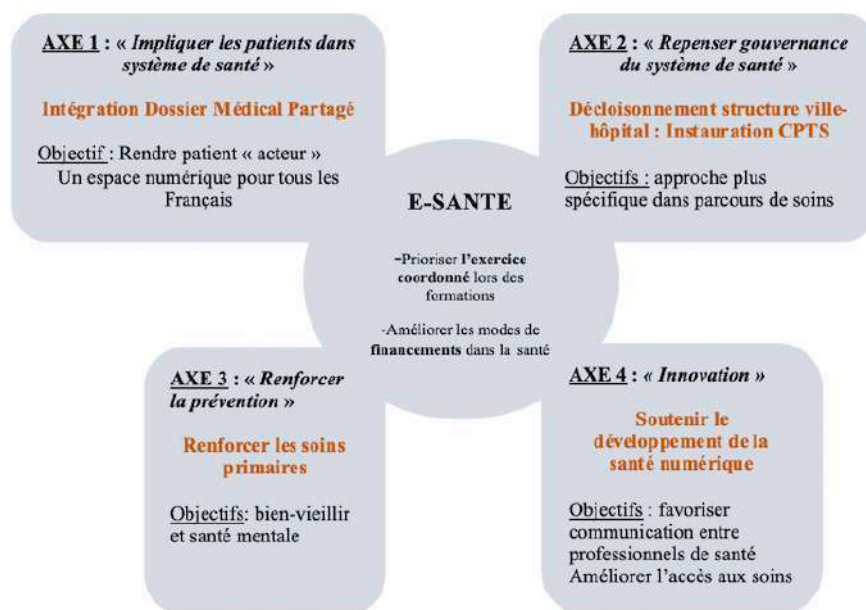 AXE 1 : « Impliquer les patients dans
système de santé »
Intégration Dossier Médical Partagé
Objectif : Rendre patient « acteur »
Un espace numérique pour tous les
Français
AXE 2 : « Repenser gouvernance
du système de santé »
Décloisonnement structure ville-
hôpital : Instauration CPTS
Objectifs : approche plus
spécifique dans parcours de soins
E-SANTE
-Prioriser l'exercice
coordonné lors des
formations
-Améliorer les modes de
financements dans la santé
AXE 3 : « Renforcer
la prévention »
Renforcer les soins
primaires
Objectifs: bien-vieillir
et santé mentale
AXE 4 : « Innovation »
Soutenir le
développement de la
santé numérique
Objectifs : favoriser
communication entre
professionnels de santé
Améliorer l'accès aux soins